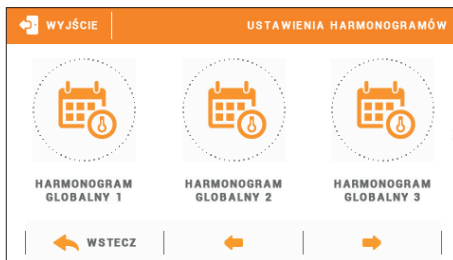 WYJŚCIE
USTAWIENIA HARMONOGRAMÓW
HARMONOGRAM
GLOBALNY 1
HARMONOGRAM
GLOBALNY 2
HARMONOGRAM
GLOBALNY 3
WSTECZ